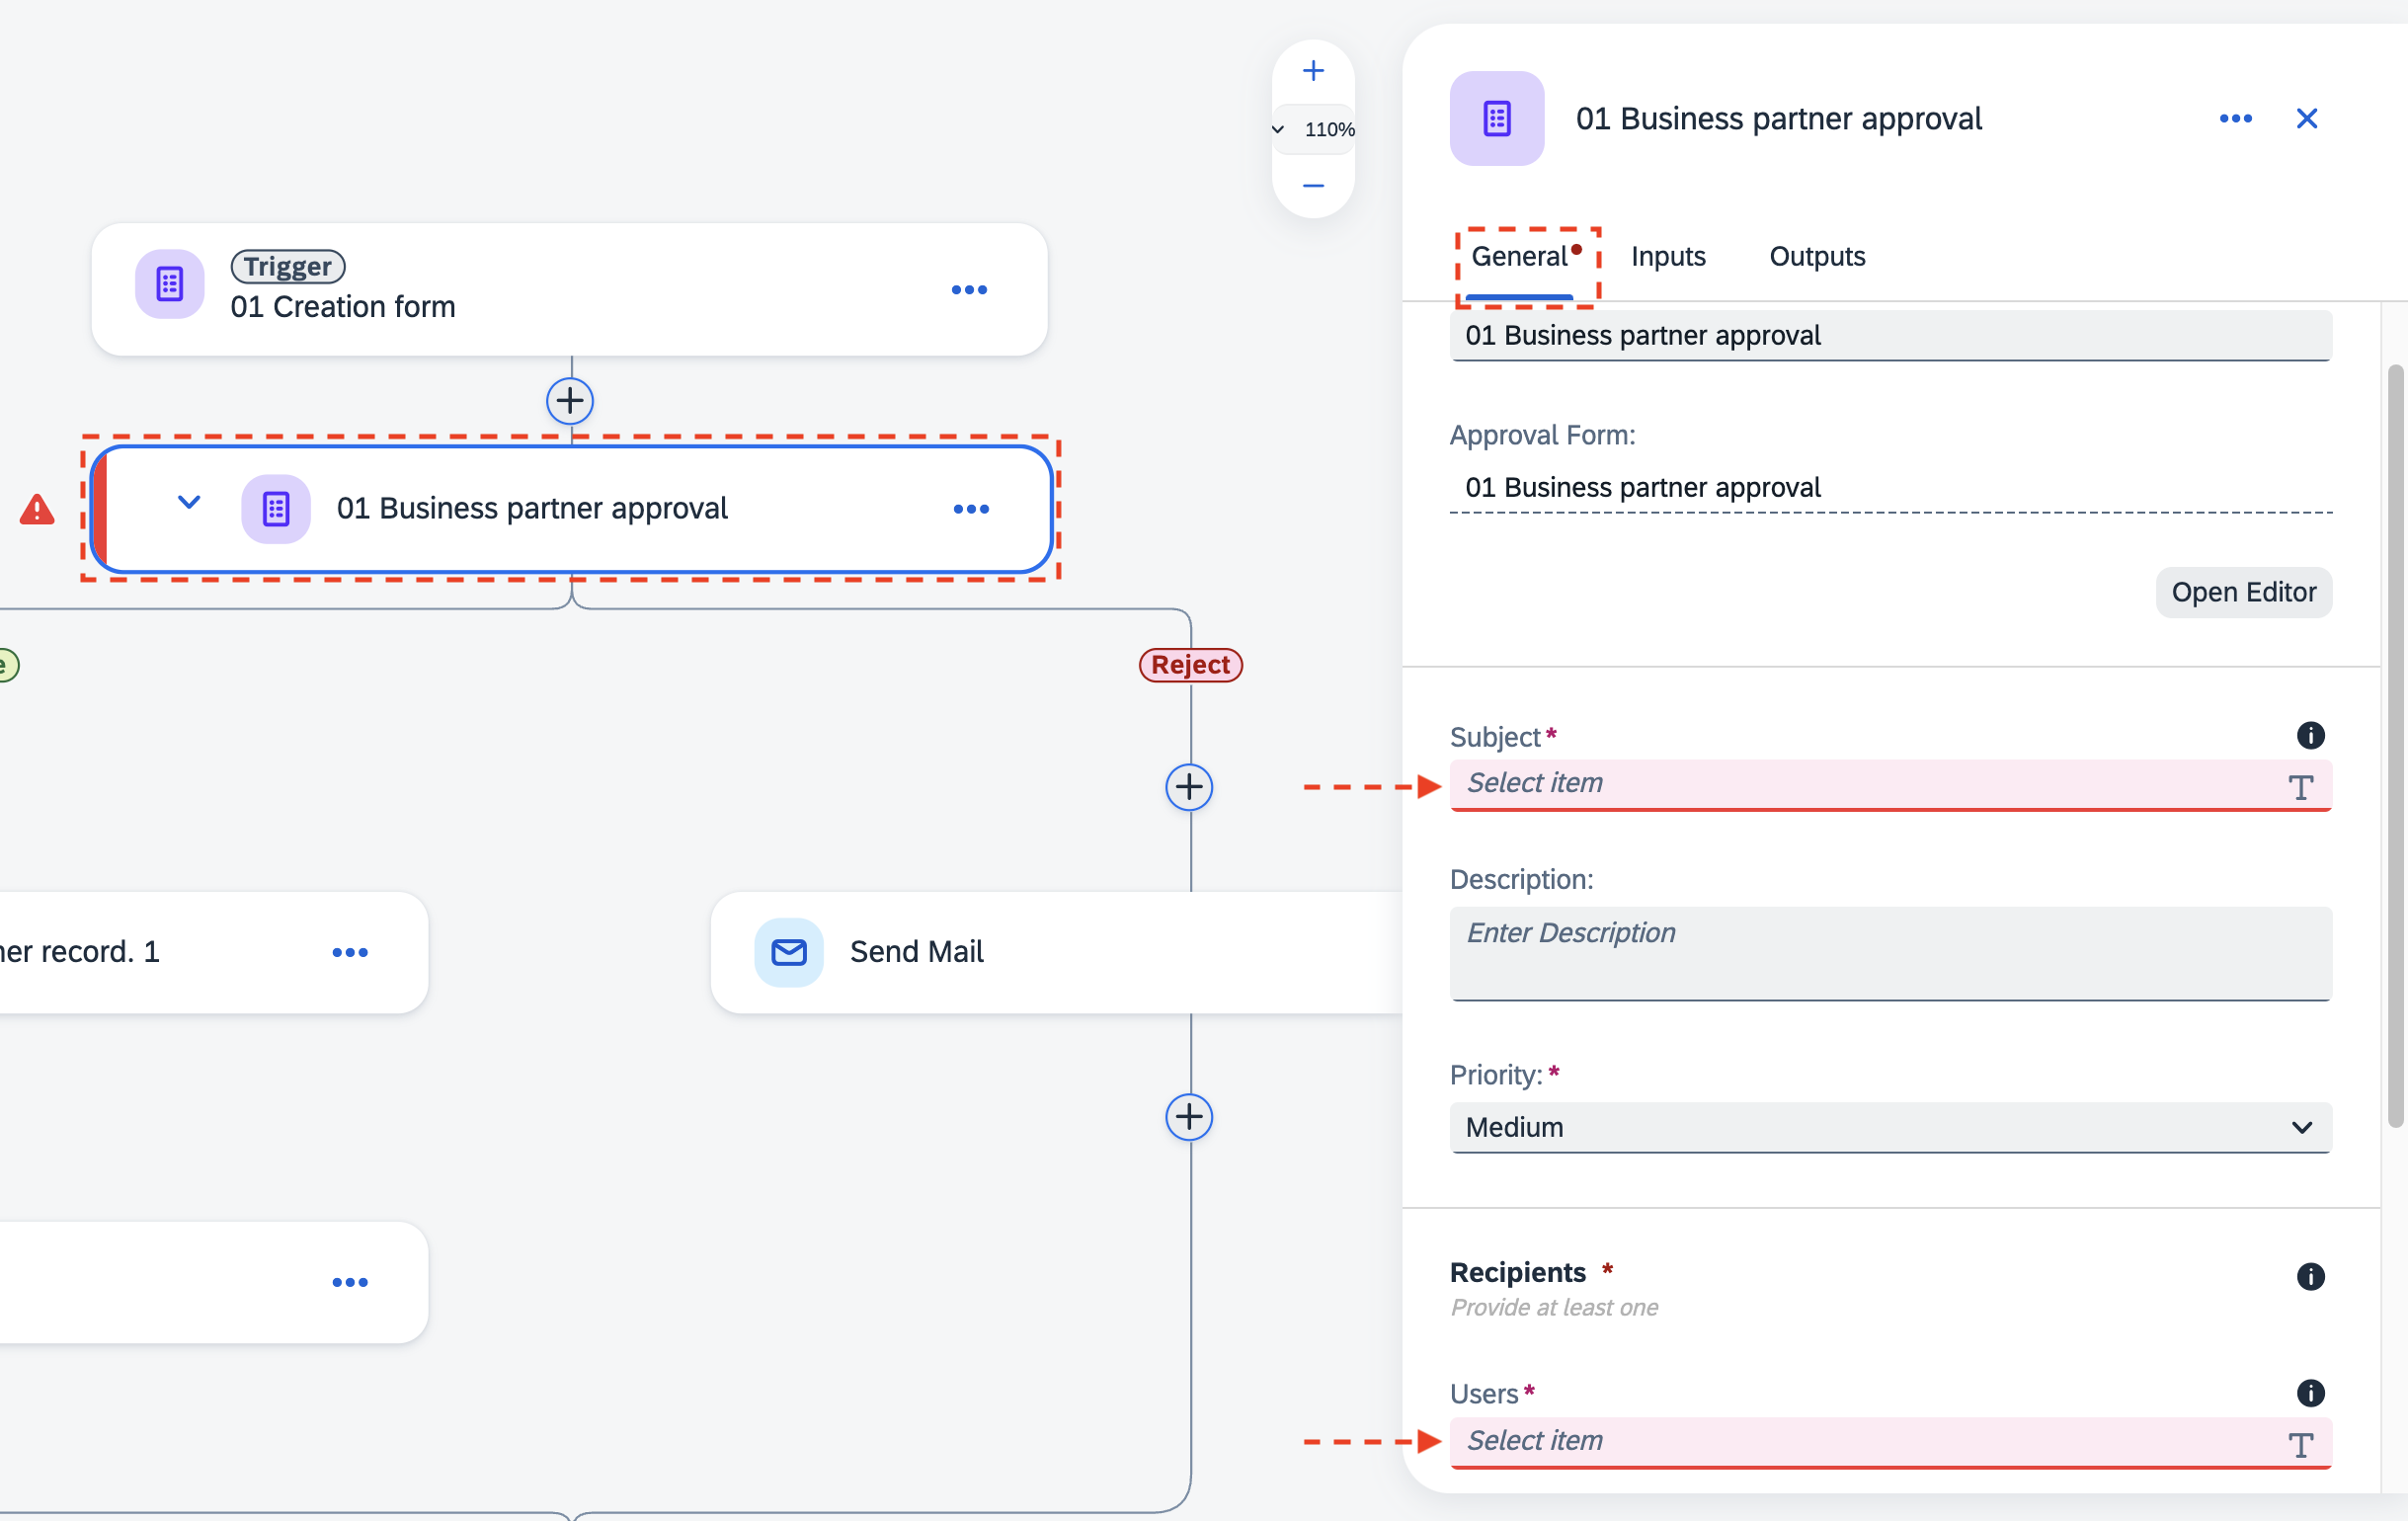 110%
Trigger
01 Creation form
01 Business partner approval
Reject
record. 1
Send Mail
01 Business partner approval
General
Inputs
Outputs
01 Business partner approval
Approval Form:
01 Business partner approval
Open Editor
Subject*
Select item
Description:
Enter Description
Priority:*
Medium
Recipients *
Provide at least one
Users*
Select item